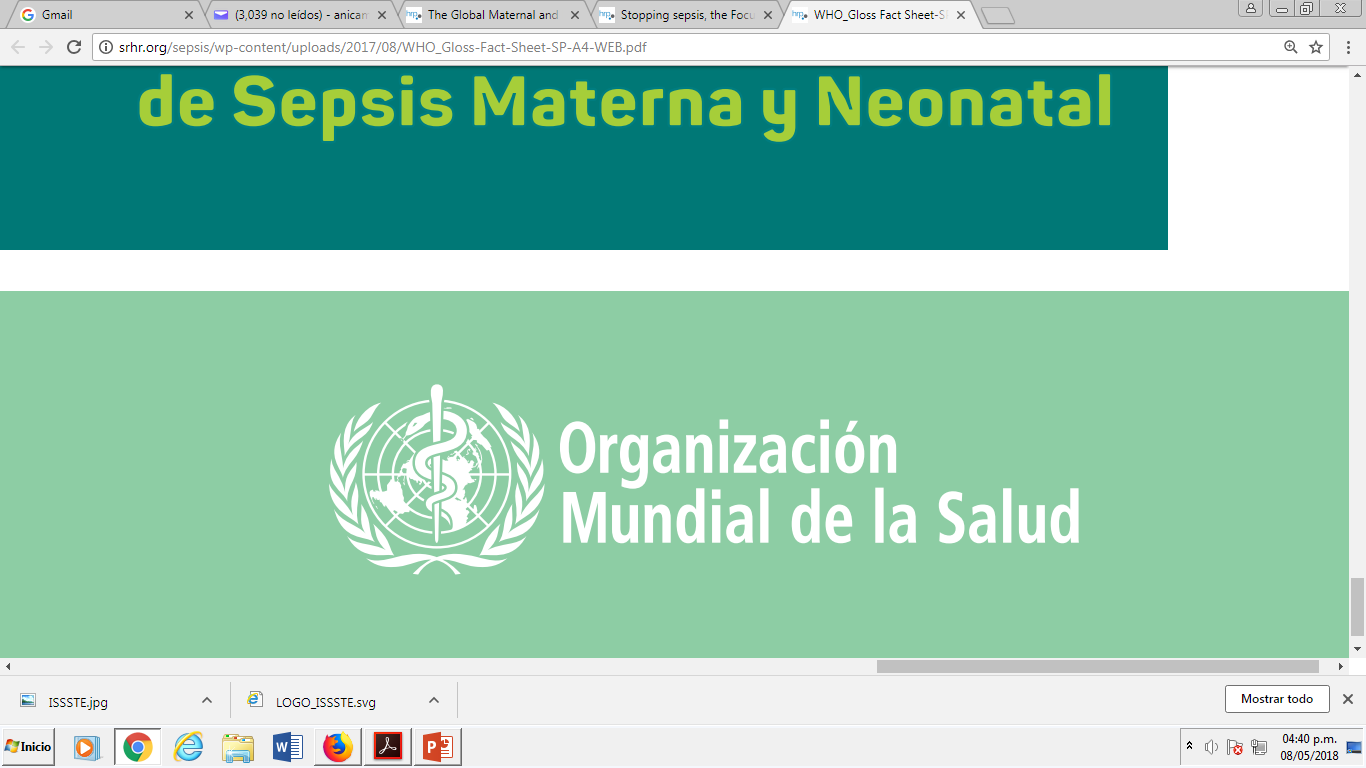 Gmail
(3,039 no leídos) - anicam
The Global Maternal and
Stopping sepsis, the Focu
WHO_Gloss Fact Sheet-S
srhr.org/sepsis/wp-content/uploads/2017/08/WHO_Gloss-Fact-Sheet-SP-A4-WEB.pdf
de Sepsis Materna y Neonatal
Organización
Mundial de la Salud
ISSSTE.jpg
LOGO_ISSSTE.svg
Mostrar todo
Inicio
04:40 p.m.
08/05/2018